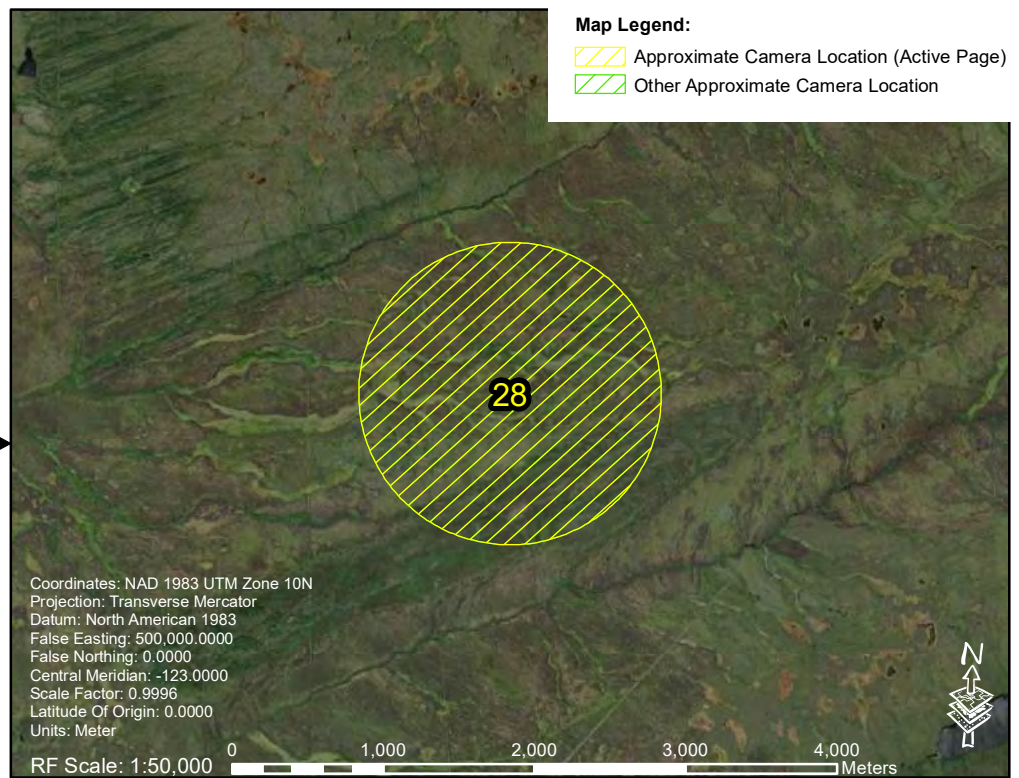 Map Legend:
Approximate Camera Location (Active Page)
Other Approximate Camera Location
28
Coordinates: NAD 1983 UTM Zone 10N
Projection: Transverse Mercator
Datum: North American 1983
False Easting: 500,000.0000
False Northing: 0.0000
Central Meridian: -123.0000
Scale Factor: 0.9996
Latitude Of Origin: 0.0000
Units: Meter
N
0 1,000 2,000 3,000 4,000
RF Scale: 1:50,000 Meters